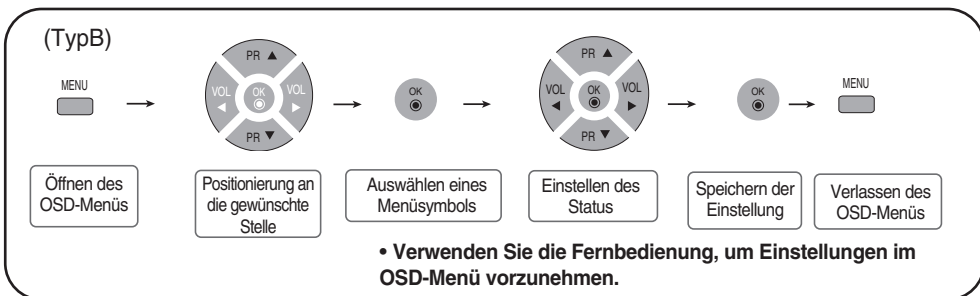 (TypB)
MENU
PR ▲
VOL ◀
OK
VOL ▶
PR ▼
OK
PR ▲
VOL ◀
OK
VOL ▶
PR ▼
OK
MENU
Öffnen des
OSD-Menüs
Positionierung an
die gewünschte
Stelle
Auswählen eines
Menüsymbols
Einstellen des
Status
Speichern der
Einstellung
Verlassen des
OSD-Menüs
• Verwenden Sie die Fernbedienung, um Einstellungen im
OSD-Menü vorzunehmen.